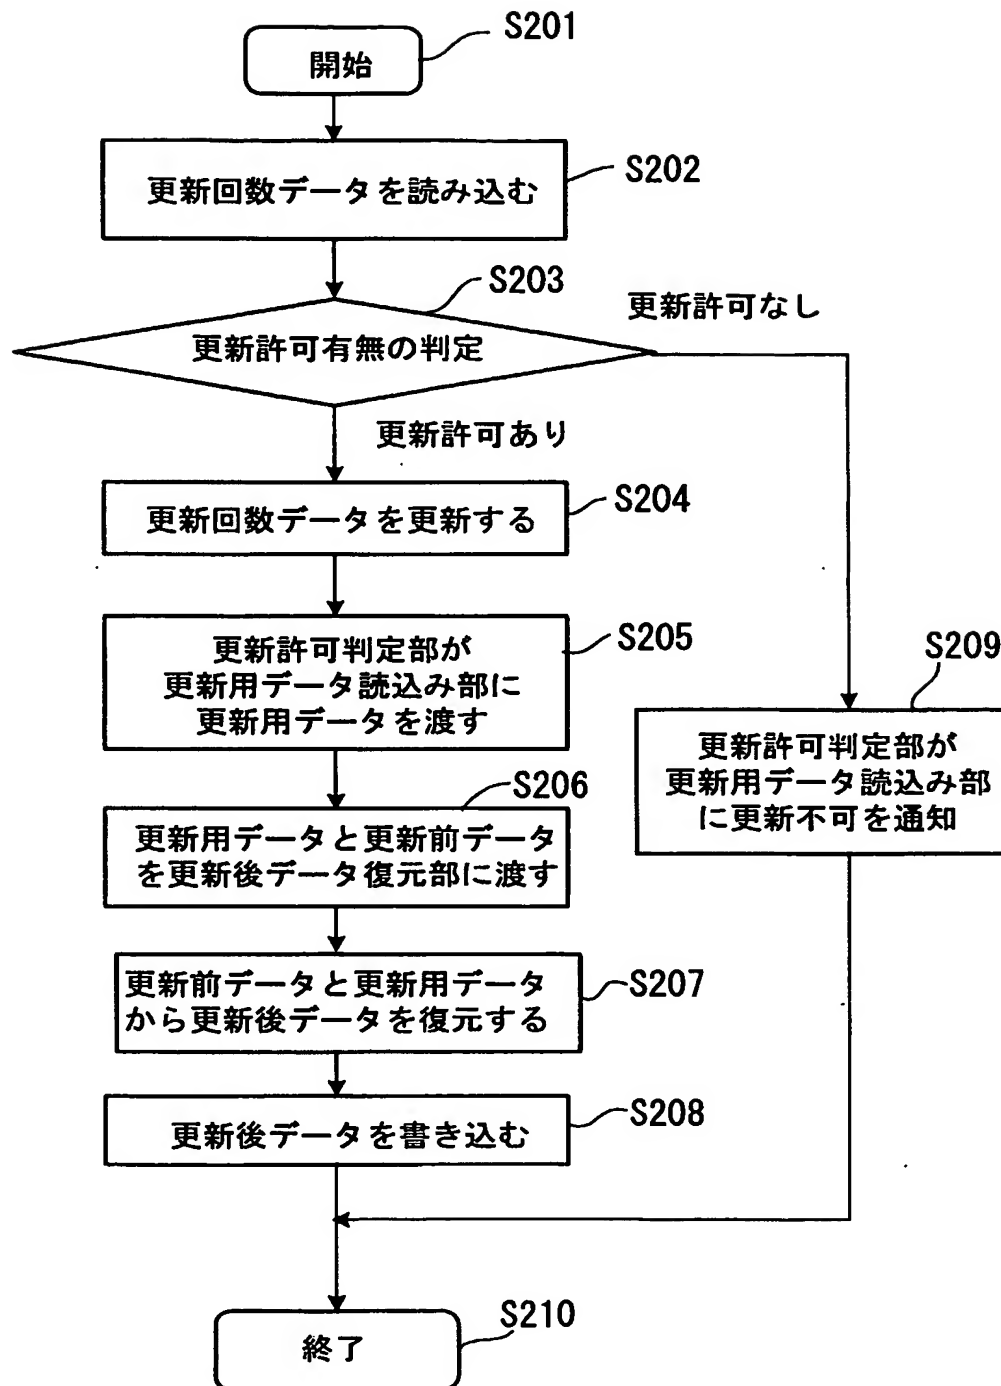 S201
開始
更新回数データを読み込む
S202
S203
更新許可なし
更新許可有無の判定
更新許可あり
更新回数データを更新する
S204
更新許可判定部が
更新用データ読込み部に
更新用データを渡す
S205
S209
更新許可判定部が
更新用データ読込み部
に更新不可を通知
S206
更新用データと更新前データ
を更新後データ復元部に渡す
更新前データと更新用データ
から更新後データを復元する
S207
更新後データを書き込む
S208
終了
S210